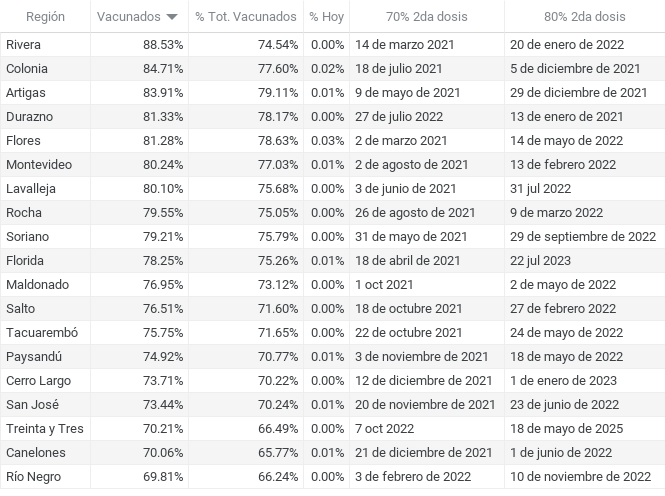 Región Vacunados % Tot. Vacunados % Hoy 70% 2da dosis 80% 2da dosis
Rivera 88.53% 74.54% 0.00% 14 de marzo 2021 20 de enero de 2022
Colonia 84.71% 77.60% 0.02% 18 de julio 2021 5 de diciembre de 2021
Artigas 83.91% 79.11% 0.01% 9 de mayo de 2021 29 de diciembre de 2021
Durazno 81.33% 78.17% 0.00% 27 de julio 2022 13 de enero de 2021
Flores 81.28% 78.63% 0.03% 2 de marzo 2021 14 de mayo de 2022
Montevideo 80.24% 77.03% 0.01% 2 de agosto de 2021 13 de febrero 2022
Lavalleja 80.10% 75.68% 0.00% 3 de junio de 2021 31 jul 2022
Rocha 79.55% 75.05% 0.00% 26 de agosto de 2021 9 de marzo 2022
Soriano 79.21% 75.79% 0.00% 31 de mayo de 2021 29 de septiembre de 2022
Florida 78.25% 75.26% 0.01% 18 de abril de 2021 22 jul 2023
Maldonado 76.95% 73.12% 0.00% 1 oct 2021 2 de mayo de 2022
Salto 76.51% 71.60% 0.00% 18 de octubre 2021 27 de febrero 2022
Tacuarembó 75.75% 71.65% 0.00% 22 de octubre 2021 24 de mayo de 2022
Paysandú 74.92% 70.77% 0.01% 3 de noviembre de 2021 18 de mayo de 2022
Cerro Largo 73.71% 70.22% 0.00% 12 de diciembre de 2021 1 de enero de 2023
San José 73.44% 70.24% 0.01% 20 de noviembre de 2021 23 de junio de 2022
Treinta y Tres 70.21% 66.49% 0.00% 7 oct 2022 18 de mayo de 2025
Canelones 70.06% 65.77% 0.01% 21 de diciembre de 2021 1 de junio de 2022
Río Negro 69.81% 66.24% 0.00% 3 de febrero de 2022 10 de noviembre de 2022